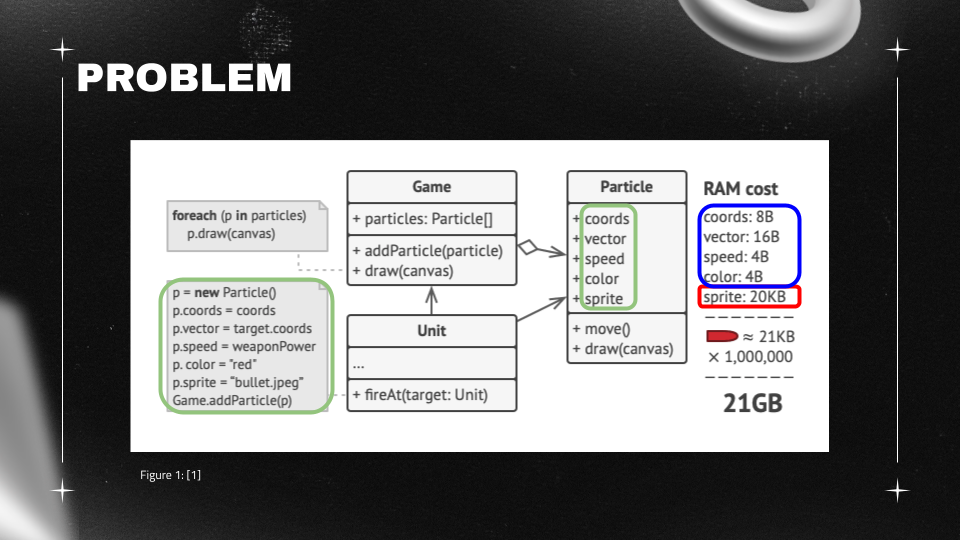 PROBLEM
foreach (p in particles)
p.draw(canvas)
p = new Particle()
p.coords = coords
p.vector = target.coords
p.speed = weaponPower
p. color = "red"
p.sprite = "bullet.jpeg"
Game.addParticle(p)
Game
+ particles: Particle[]
+ addParticle(particle)
+ draw(canvas)
Unit
...
+ fireAt(target: Unit)
Particle
+ coords
+ vector
+ speed
+ color
+ sprite
+ move()
+ draw(canvas)
RAM cost
coords: 8B
vector: 16B
speed: 4B
color: 4B
sprite: 20KB
≈ 21KB
× 1,000,000
21GB
Figure 1: [1]